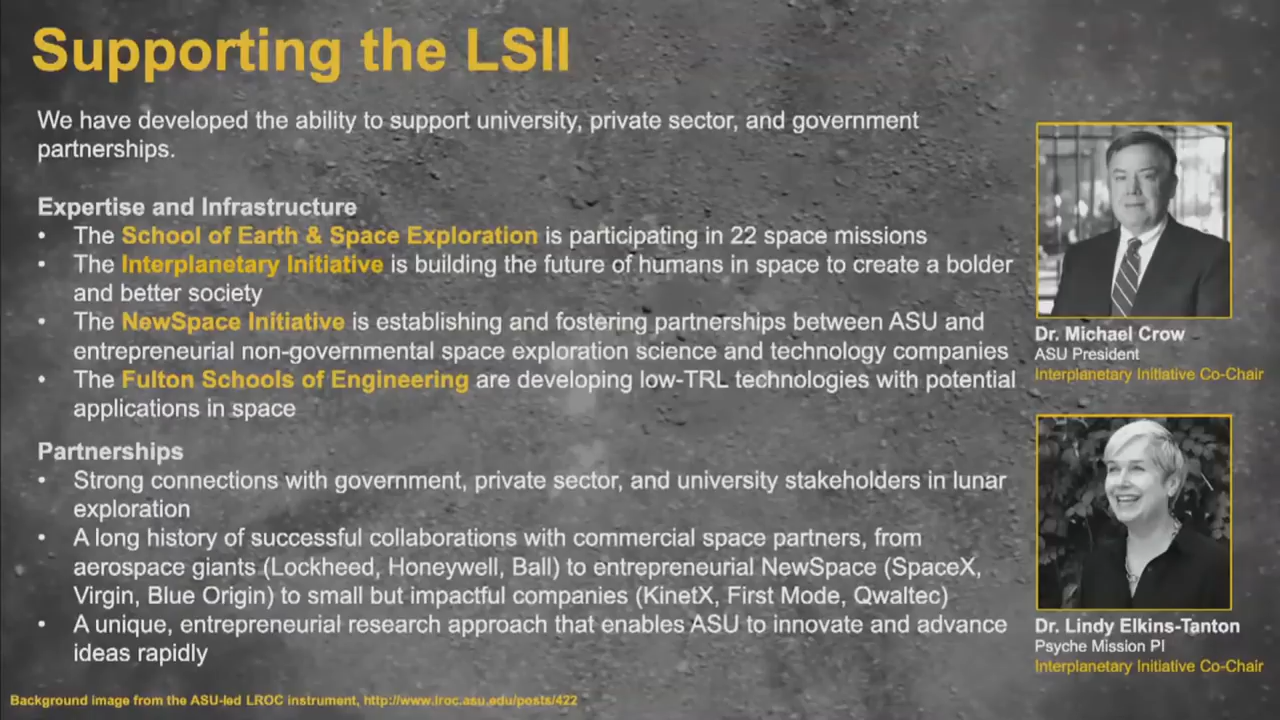 Supporting the LSII
We have developed the ability to support university, private sector, and government
partnerships.
Expertise and Infrastructure
• The School of Earth & Space Exploration is participating in 22 space missions
• The Interplanetary Initiative is building the future of humans in space to create a bolder
and better society
• The NewSpace Initiative is establishing and fostering partnerships between ASU and
entrepreneurial non-governmental space exploration science and technology companies
• The Fulton Schools of Engineering are developing low-TRL technologies with potential
applications in space
Partnerships
• Strong connections with government, private sector, and university stakeholders in lunar
exploration
• A long history of successful collaborations with commercial space partners, from
aerospace giants (Lockheed, Honeywell, Ball) to entrepreneurial NewSpace (SpaceX,
Virgin, Blue Origin) to small but impactful companies (KinetX, First Mode, Qwaltec)
• A unique, entrepreneurial research approach that enables ASU to innovate and advance
ideas rapidly
Dr. Michael Crow
ASU President
Interplanetary Initiative Co-Chair
Dr. Lindy Elkins-Tanton
Psyche Mission PI
Interplanetary Initiative Co-Chair
Background image from the ASU-led LROC instrument, http://www.lroc.asu.edu/posts/422